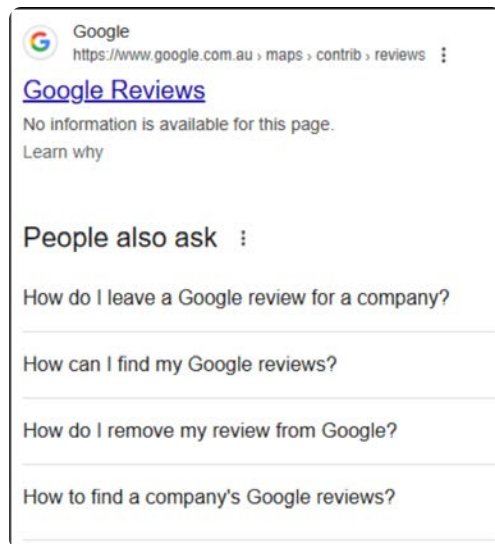 Google
https://www.google.com.au › maps › contrib › reviews
Google Reviews
No information is available for this page.
Learn why
People also ask
How do I leave a Google review for a company?
How can I find my Google reviews?
How do I remove my review from Google?
How to find a company's Google reviews?